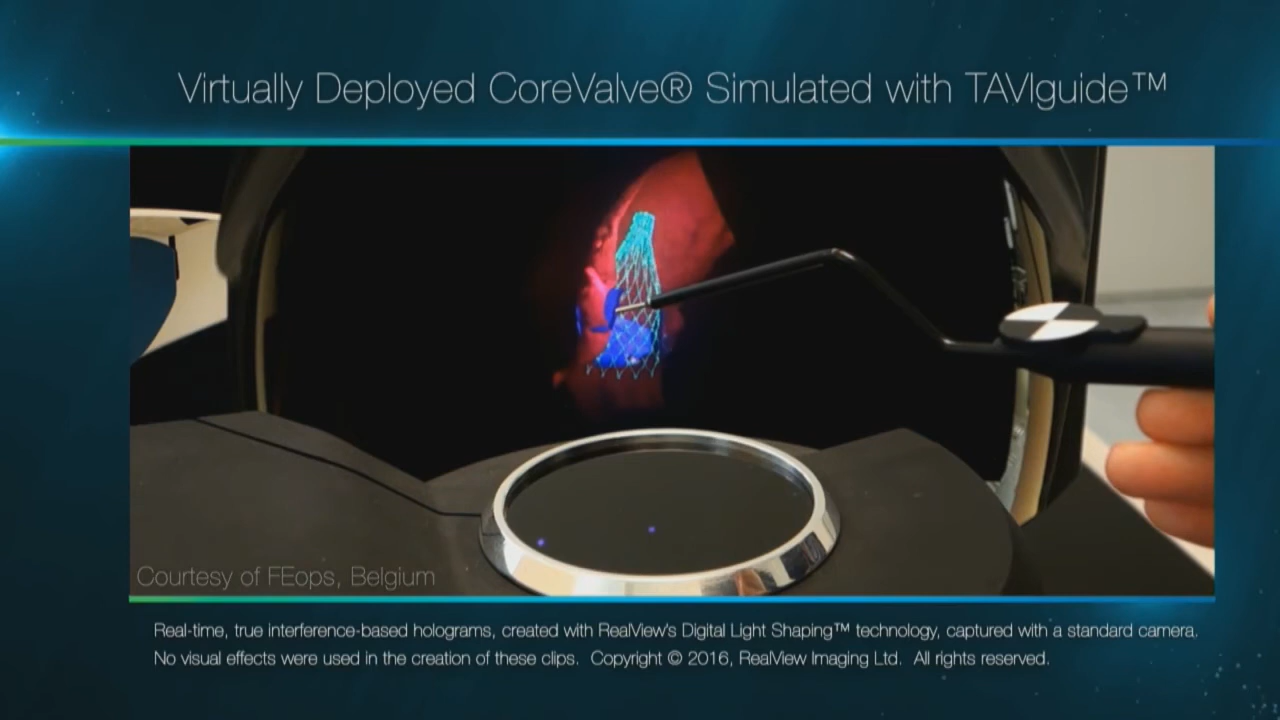 Virtually Deployed CoreValve® Simulated with TAVIguide™
Courtesy of FEops, Belgium
Real-time, true interference-based holograms, created with RealView's Digital Light Shaping™ technology, captured with a standard camera.
No visual effects were used in the creation of these clips. Copyright © 2016, RealView Imaging Ltd. All rights reserved.